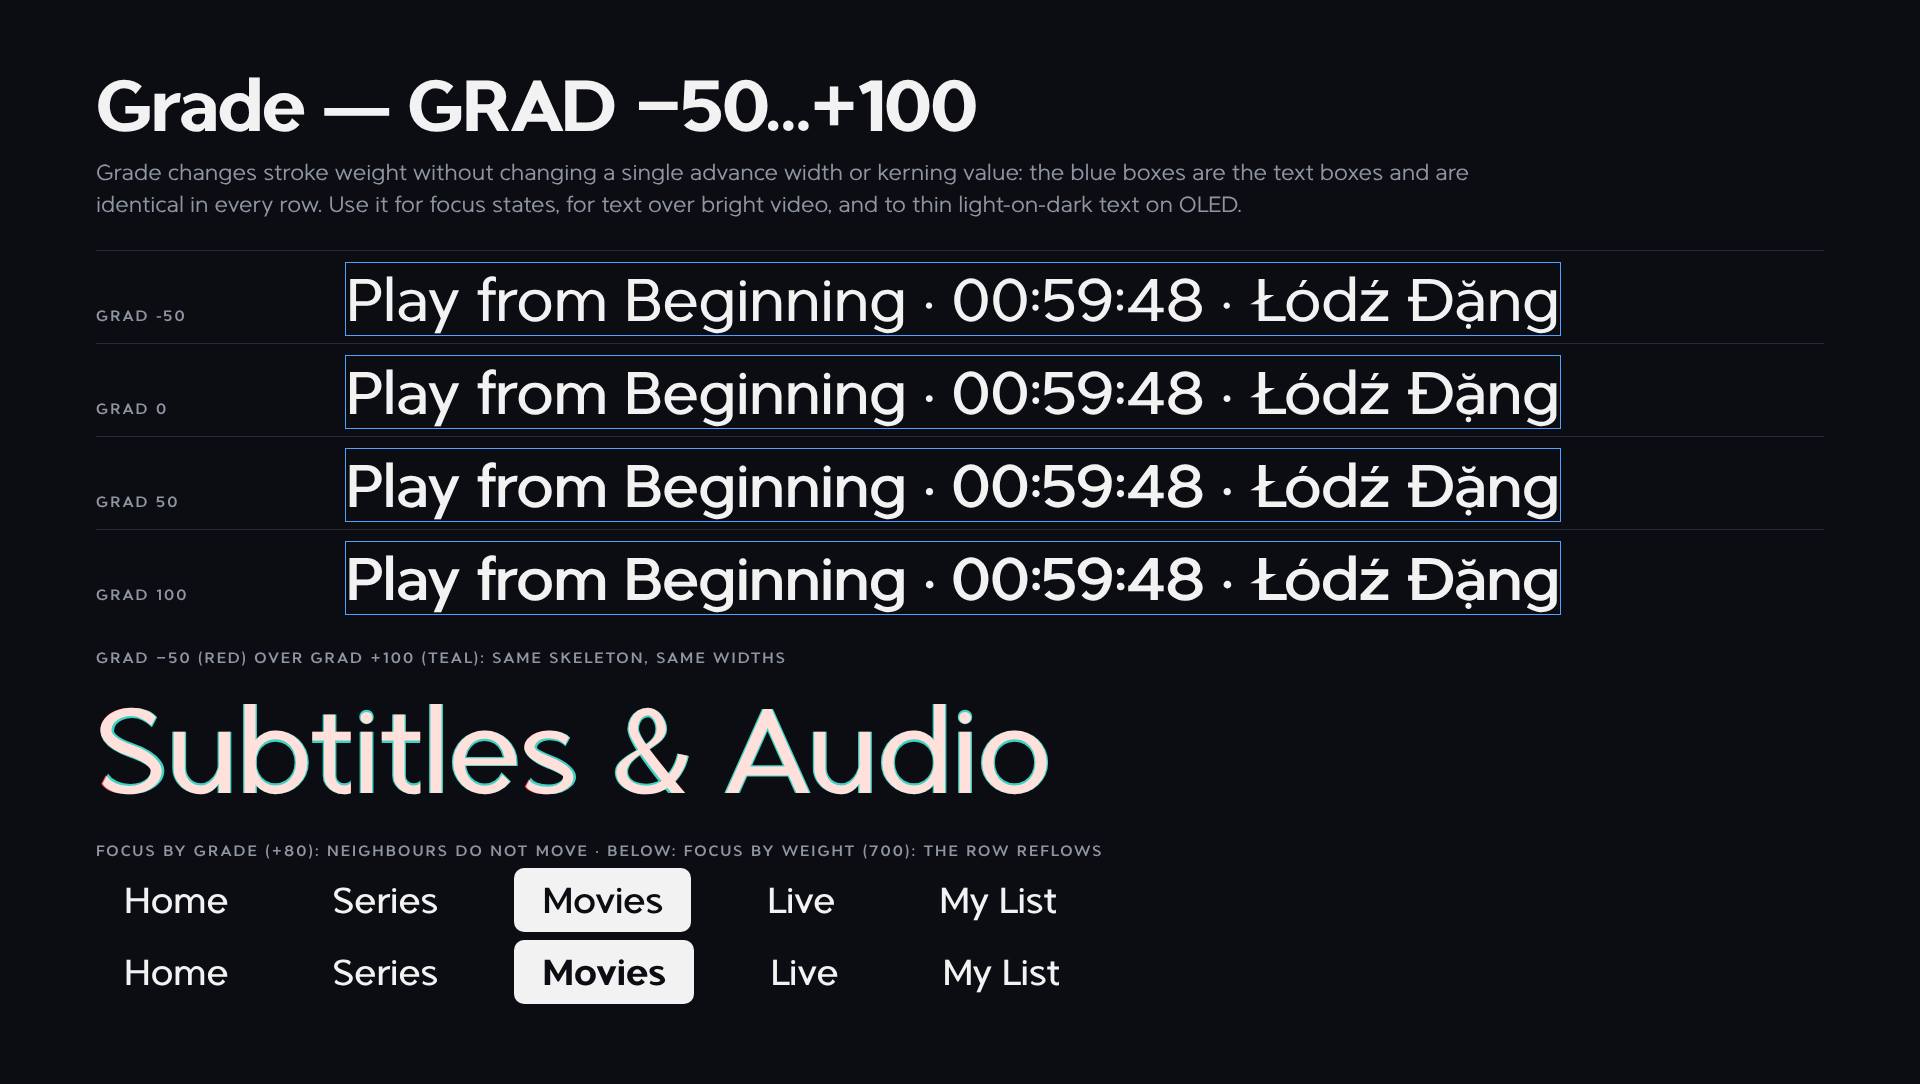 Grade — GRAD −50…+100
Grade changes stroke weight without changing a single advance width or kerning value: the blue boxes are the text boxes and are
identical in every row. Use it for focus states, for text over bright video, and to thin light-on-dark text on OLED.
GRAD -50 Play from Beginning · 00:59:48 · Łódź Đặng
GRAD 0 Play from Beginning · 00:59:48 · Łódź Đặng
GRAD 50 Play from Beginning · 00:59:48 · Łódź Đặng
GRAD 100 Play from Beginning · 00:59:48 · Łódź Đặng
GRAD −50 (RED) OVER GRAD +100 (TEAL): SAME SKELETON, SAME WIDTHS
Subtitles & Audio
FOCUS BY GRADE (+80): NEIGHBOURS DO NOT MOVE · BELOW: FOCUS BY WEIGHT (700): THE ROW REFLOWS
Home Series Movies Live My List
Home Series Movies Live My List